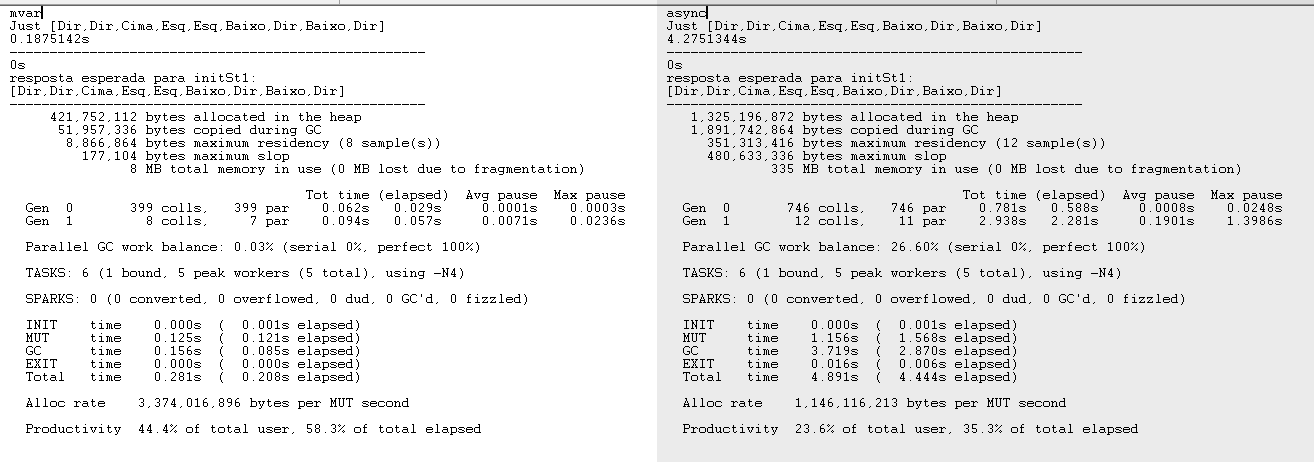 mvar
Just [Dir,Dir,Cima,Esq,Esq,Baixo,Dir,Baixo,Dir]
0.1875142s
----------------------------------------------------
0s
resposta esperada para initSt1:
[Dir,Dir,Cima,Esq,Esq,Baixo,Dir,Baixo,Dir]
----------------------------------------------------
421,752,112 bytes allocated in the heap
51,957,336 bytes copied during GC
8,866,864 bytes maximum residency (8 sample(s))
177,104 bytes maximum slop
8 MB total memory in use (0 MB lost due to fragmentation)
Tot time (elapsed) Avg pause Max pause
Gen 0 399 colls, 399 par 0.062s 0.029s 0.0001s 0.0003s
Gen 1 8 colls, 7 par 0.094s 0.057s 0.0071s 0.0236s
Parallel GC work balance: 0.03% (serial 0%, perfect 100%)
TASKS: 6 (1 bound, 5 peak workers (5 total), using -N4)
SPARKS: 0 (0 converted, 0 overflowed, 0 dud, 0 GC'd, 0 fizzled)
INIT time 0.000s ( 0.001s elapsed)
MUT time 0.125s ( 0.121s elapsed)
GC time 0.156s ( 0.085s elapsed)
EXIT time 0.000s ( 0.000s elapsed)
Total time 0.281s ( 0.208s elapsed)
Alloc rate 3,374,016,896 bytes per MUT second
Productivity 44.4% of total user, 58.3% of total elapsed
async
Just [Dir,Dir,Cima,Esq,Esq,Baixo,Dir,Baixo,Dir]
4.2751344s
----------------------------------------------------
0s
resposta esperada para initSt1:
[Dir,Dir,Cima,Esq,Esq,Baixo,Dir,Baixo,Dir]
----------------------------------------------------
1,325,196,872 bytes allocated in the heap
1,891,742,864 bytes copied during GC
351,313,416 bytes maximum residency (12 sample(s))
480,633,336 bytes maximum slop
335 MB total memory in use (0 MB lost due to fragmentation)
Tot time (elapsed) Avg pause Max pause
Gen 0 746 colls, 746 par 0.781s 0.588s 0.0008s 0.0248s
Gen 1 12 colls, 11 par 2.938s 2.281s 0.1901s 1.3986s
Parallel GC work balance: 26.60% (serial 0%, perfect 100%)
TASKS: 6 (1 bound, 5 peak workers (5 total), using -N4)
SPARKS: 0 (0 converted, 0 overflowed, 0 dud, 0 GC'd, 0 fizzled)
INIT time 0.000s ( 0.001s elapsed)
MUT time 1.156s ( 1.568s elapsed)
GC time 3.719s ( 2.870s elapsed)
EXIT time 0.016s ( 0.006s elapsed)
Total time 4.891s ( 4.444s elapsed)
Alloc rate 1,146,116,213 bytes per MUT second
Productivity 23.6% of total user, 35.3% of total elapsed